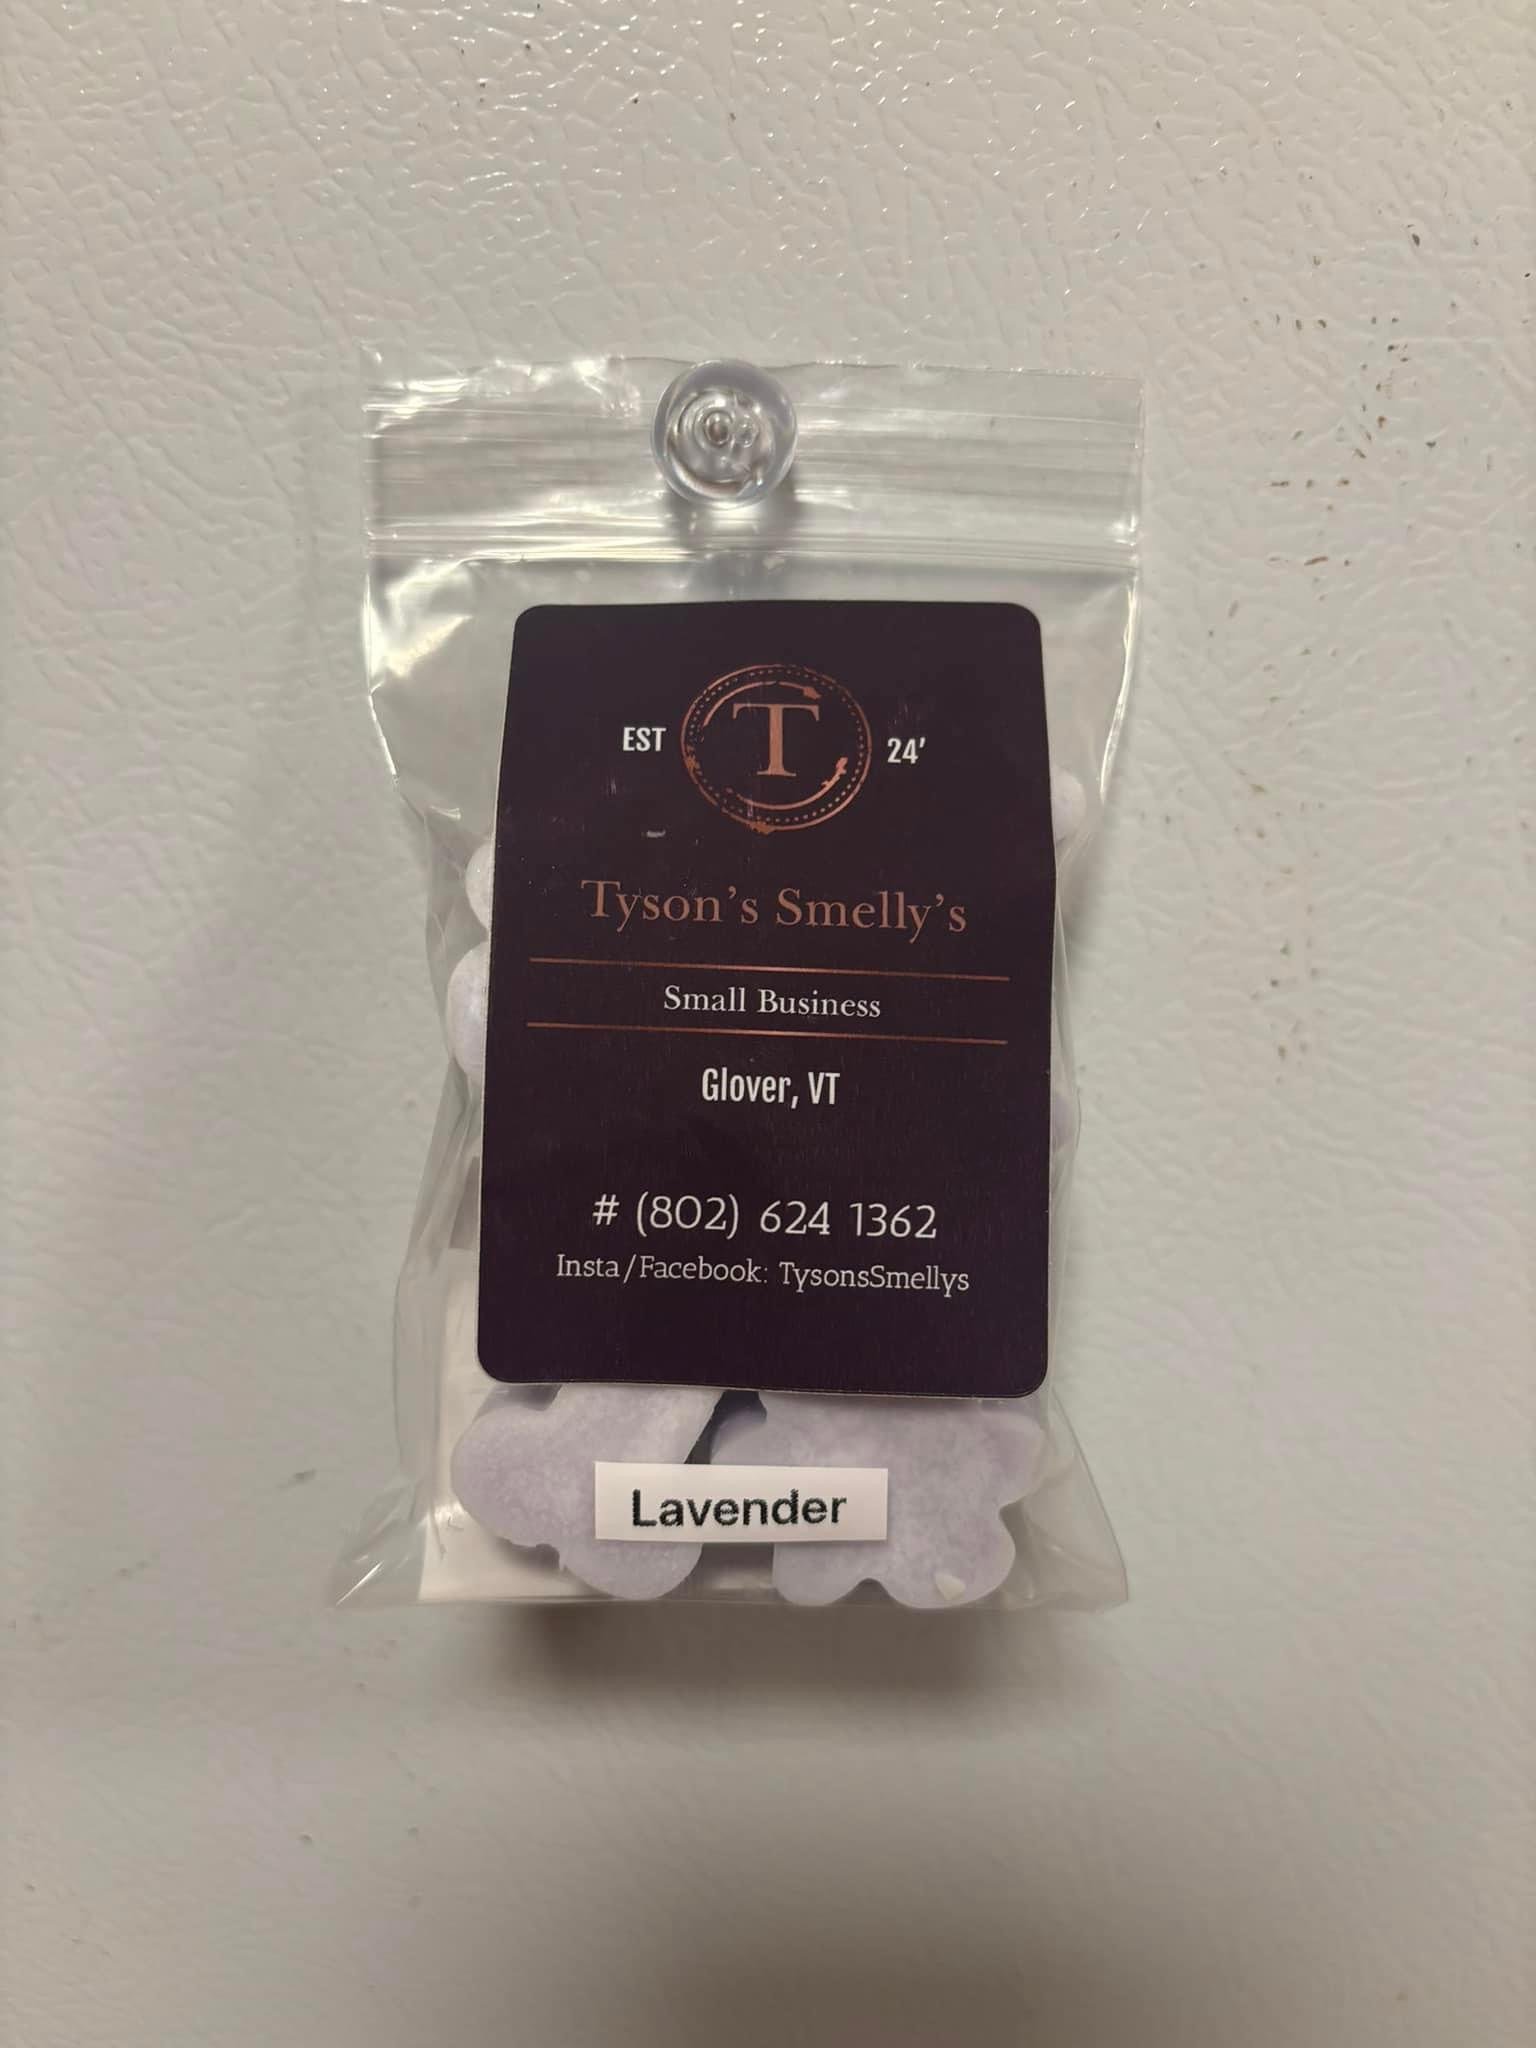 EST T 24'
Tyson's Smelly's
Small Business
Glover, VT
# (802) 624 1362
Insta/Facebook: TysonsSmellys
Lavender